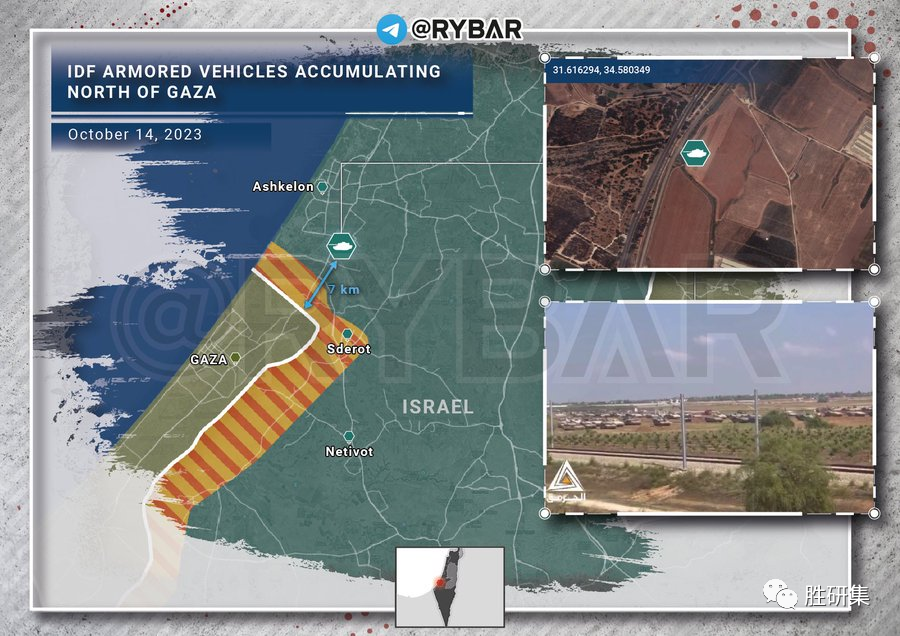 @RYBAR
IDF ARMORED VEHICLES ACCUMULATING
NORTH OF GAZA
October 14, 2023
31.616294, 34.580349
Ashkelon
7 km
@RYBAR
Sderot
GAZA
ISRAEL
Netivot
胜研集